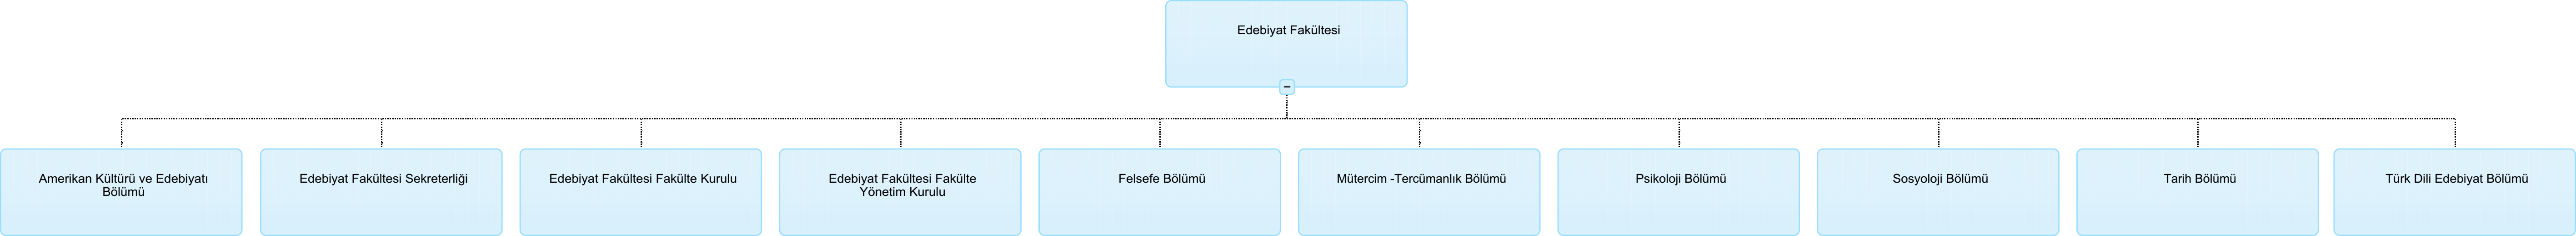 Edebiyat Fakültesi
Amerikan Kültürü ve Edebiyatı
Bölümü
Edebiyat Fakültesi Sekreterliği
Edebiyat Fakültesi Fakülte Kurulu
Edebiyat Fakültesi Fakülte
Yönetim Kurulu
Felsefe Bölümü
Mütercim -Tercümanlık Bölümü
Psikoloji Bölümü
Sosyoloji Bölümü
Tarih Bölümü
Türk Dili Edebiyat Bölümü